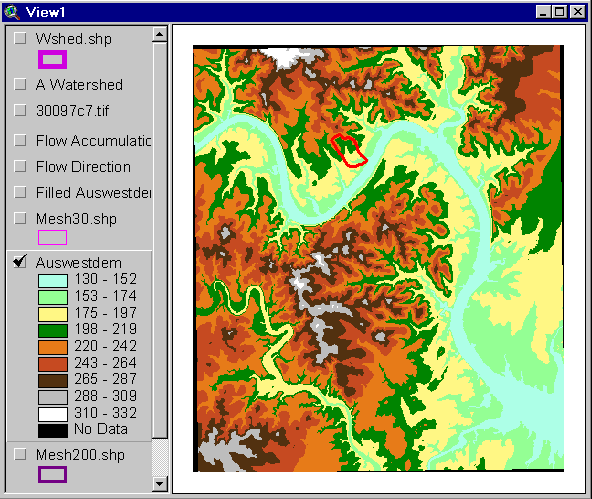 View1
Wshed.shp
A Watershed
30097c7.tif
Flow Accumulatio
Flow Direction
Filled Auswestder
Mesh30.shp
Auswestdem
130 - 152
153 - 174
175 - 197
198 - 219
220 - 242
243 - 264
265 - 287
288 - 309
310 - 332
No Data
Mesh200.shp